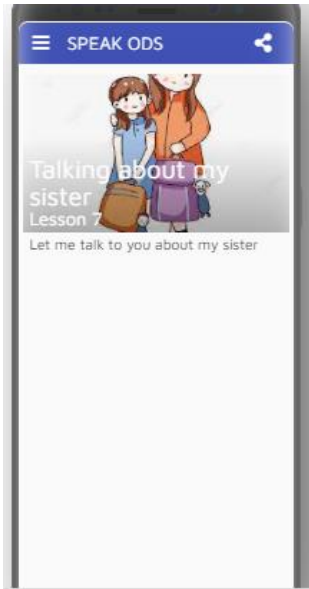 SPEAK ODS
Talking about my
sister
Lesson 7
Let me talk to you about my sister